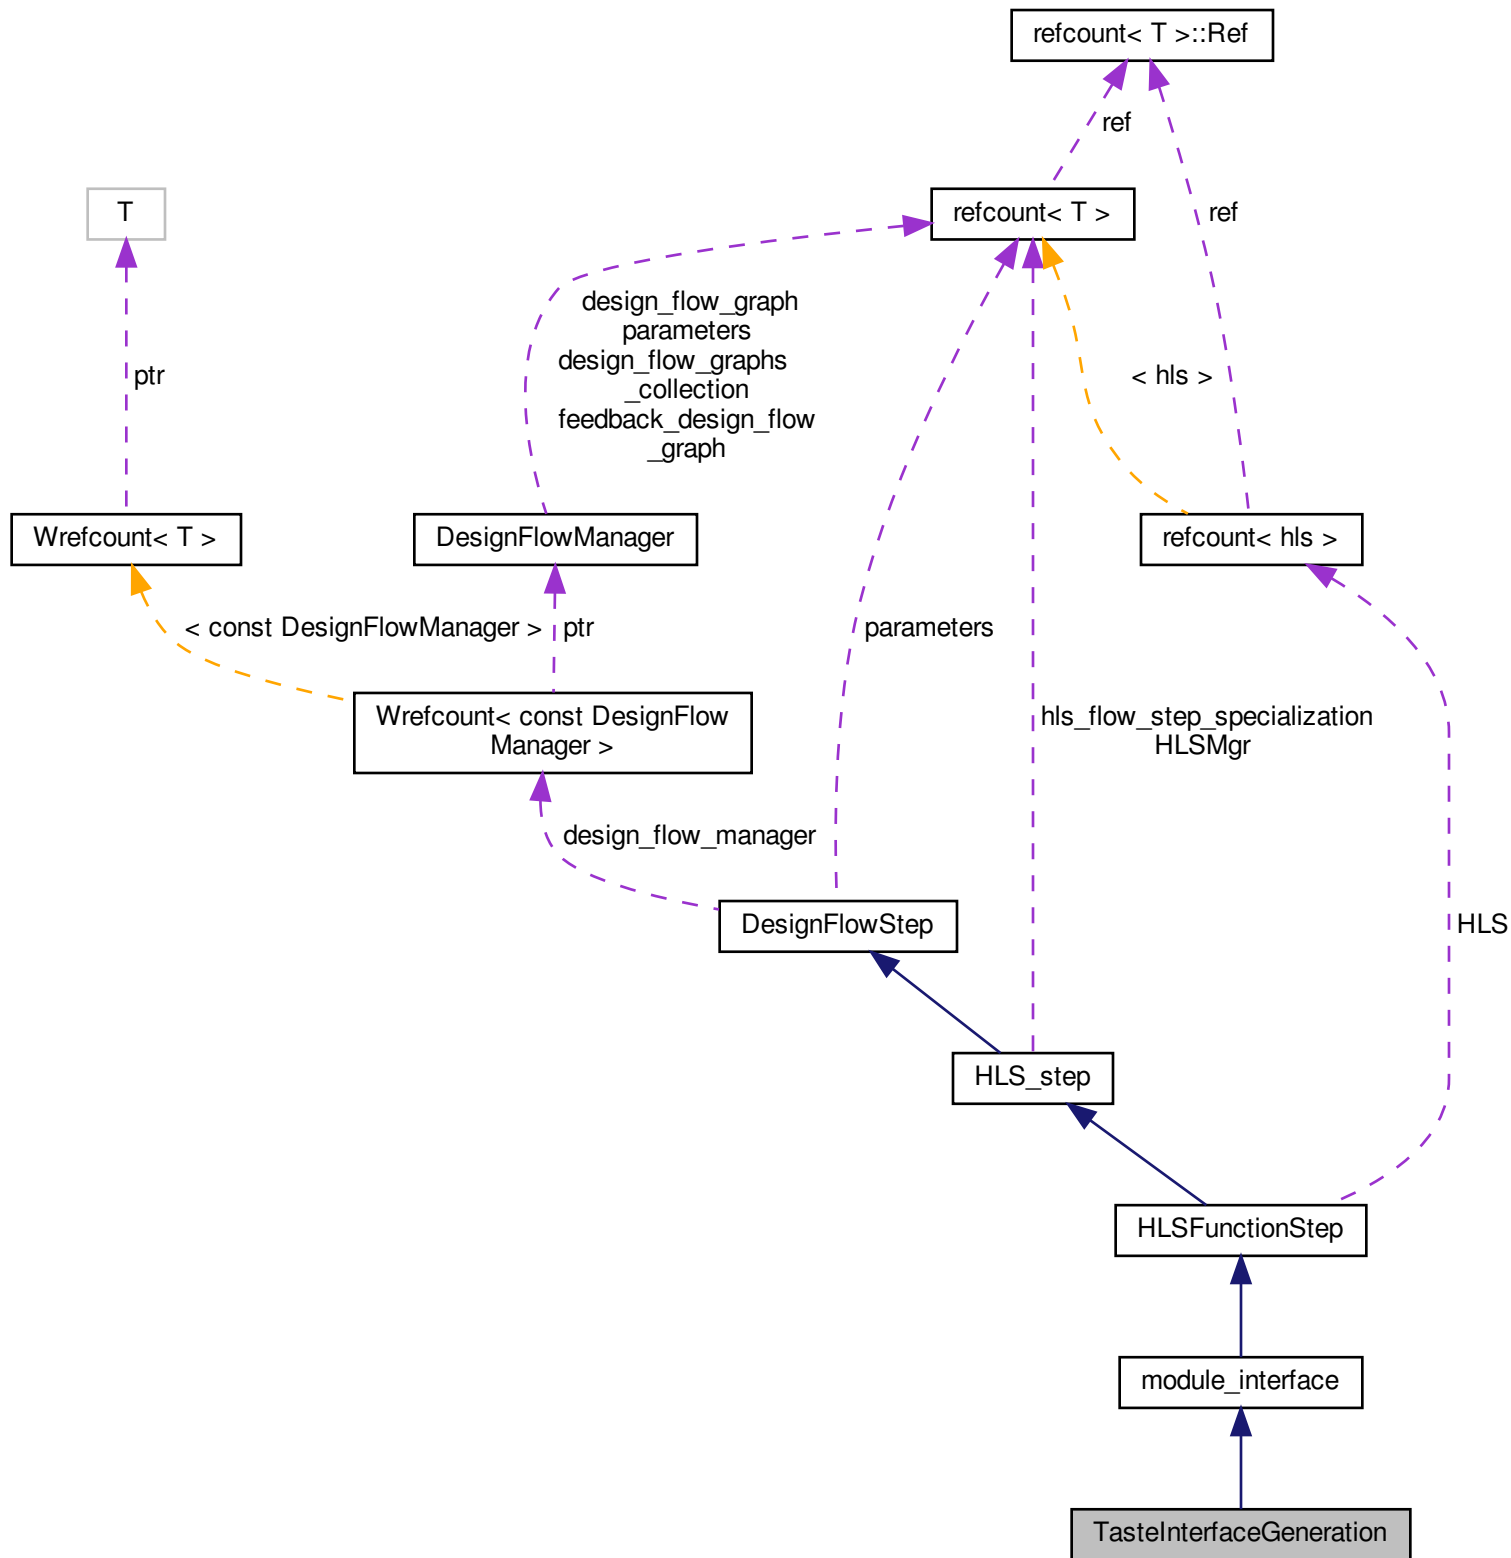 refcount< T >::Ref
ref
T
refcount< T >
ref
design_flow_graph
parameters
design_flow_graphs
_collection
feedback_design_flow
_graph
ptr
< hls >
Wrefcount< T >
DesignFlowManager
refcount< hls >
< const DesignFlowManager >
ptr
parameters
Wrefcount< const DesignFlow
Manager >
hls_flow_step_specialization
HLSMgr
design_flow_manager
DesignFlowStep
HLS
HLS_step
HLSFunctionStep
module_interface
TasteInterfaceGeneration